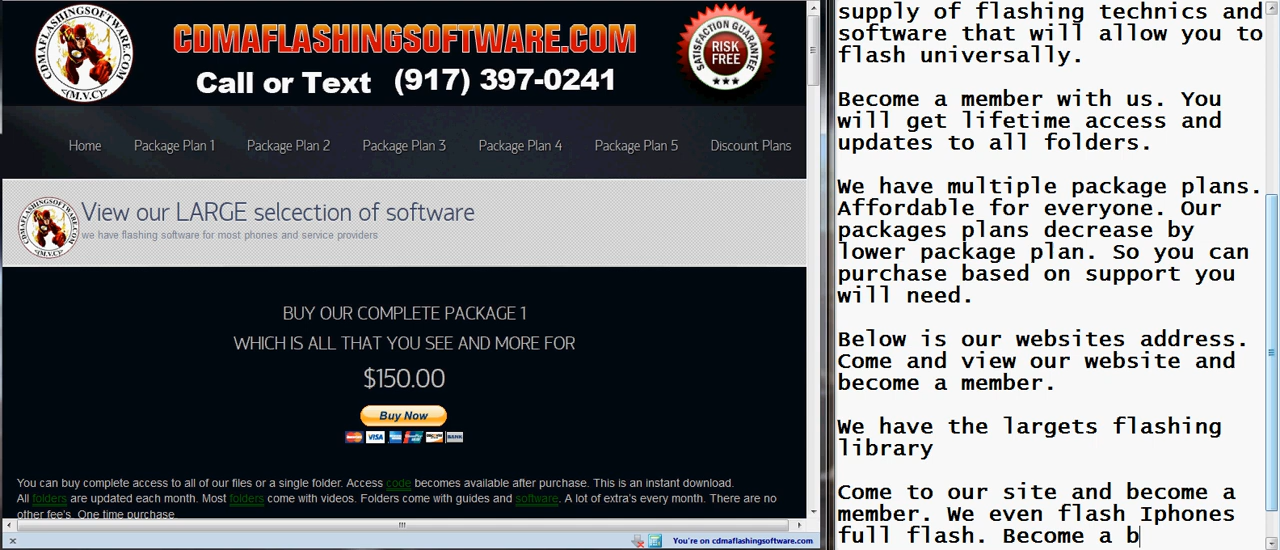 CDMAFLASHINGSOFTWARE.COM
<(M.V.C)>
CDMAFLASHINGSOFTWARE.COM
Call or Text (917) 397-0241
SATISFACTION GUARANTEE
RISK
FREE
Home Package Plan 1 Package Plan 2 Package Plan 3 Package Plan 4 Package Plan 5 Discount Plans
CDMAFLASHINGSOFTWARE.COM
<(M.V.C)>
View our LARGE selcection of software
we have flashing software for most phones and service providers
BUY OUR COMPLETE PACKAGE 1
WHICH IS ALL THAT YOU SEE AND MORE FOR
$150.00
Buy Now
VISA
BANK
You can buy complete access to all of our files or a single folder. Access code becomes available after purchase. This is an instant download.
All folders are updated each month. Most folders come with videos. Folders come with guides and software. A lot of extra's every month. There are no
other fee's. One time purchase.
You're on cdmaflashingsoftware.com
supply of flashing technics and
software that will allow you to
flash universally.
Become a member with us. You
will get lifetime access and
updates to all folders.
We have multiple package plans.
Affordable for everyone. Our
packages plans decrease by
lower package plan. So you can
purchase based on support you
will need.
Below is our websites address.
Come and view our website and
become a member.
We have the largets flashing
library
Come to our site and become a
member. We even flash Iphones
full flash. Become a b